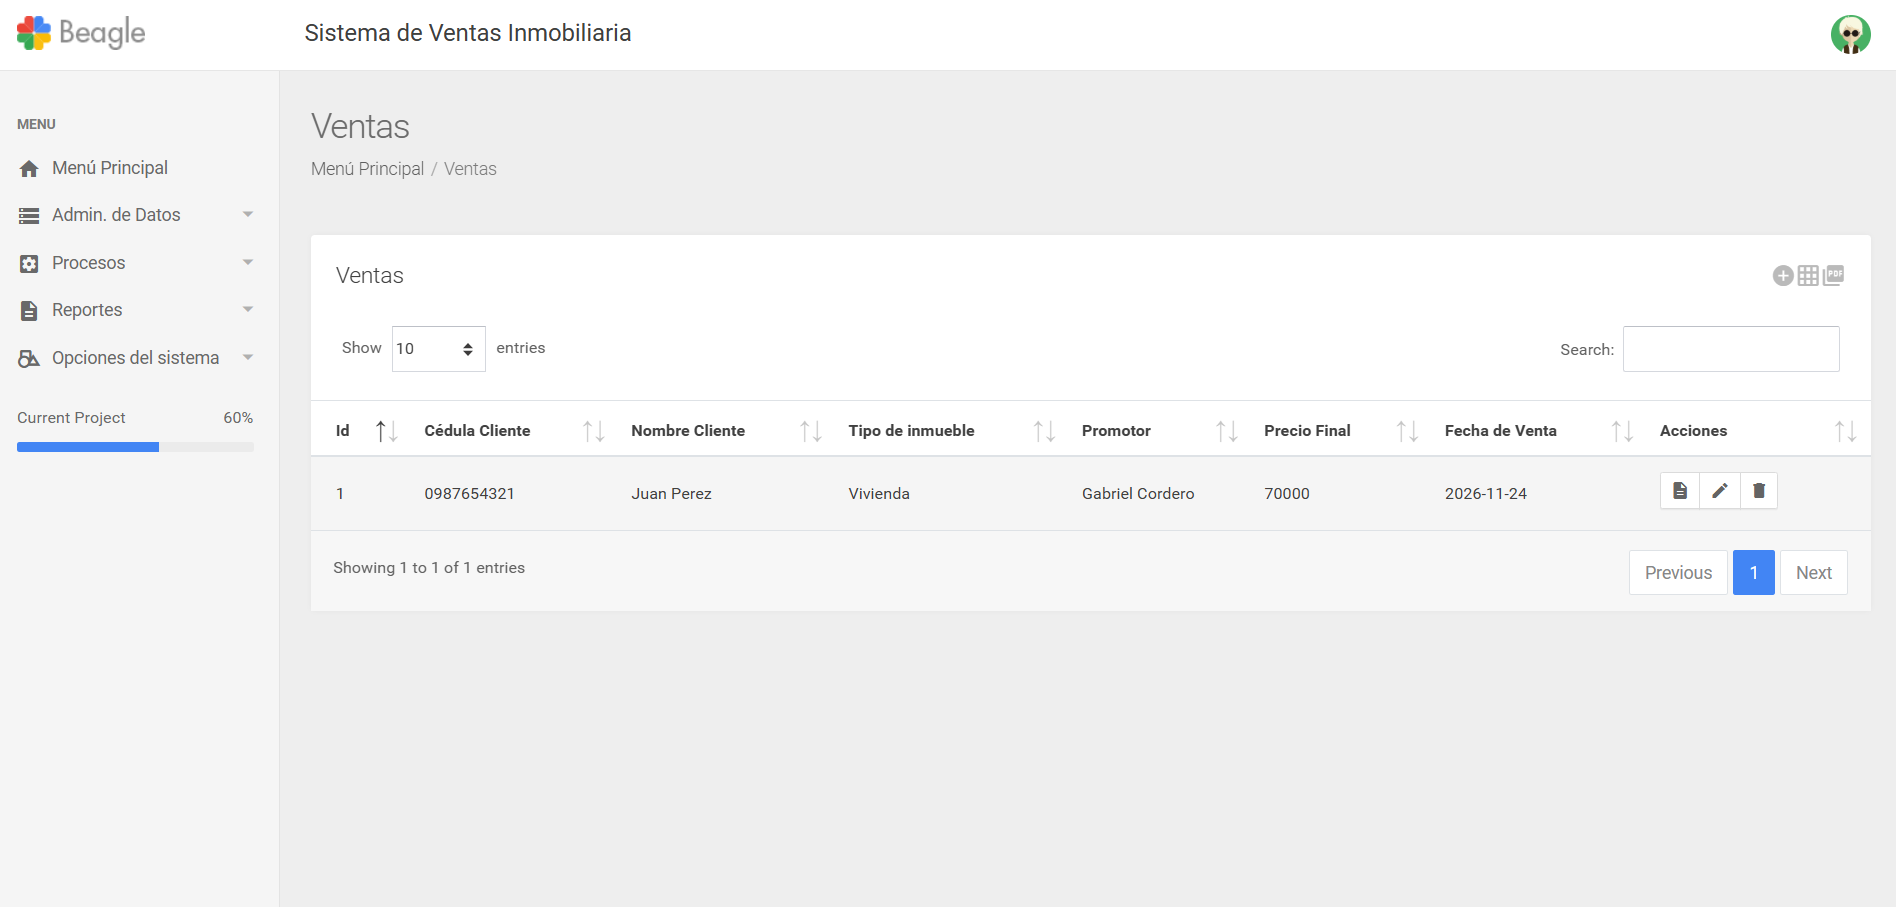 Beagle
Sistema de Ventas Inmobiliaria
MENU
Menú Principal
Admin. de Datos
Procesos
Reportes
Opciones del sistema
Current Project 60%
Ventas
Menú Principal / Ventas
Ventas
PDF
Show 10 entries
Search:
Id Cédula Cliente Nombre Cliente Tipo de inmueble Promotor Precio Final Fecha de Venta Acciones
1 0987654321 Juan Perez Vivienda Gabriel Cordero 70000 2026-11-24
Showing 1 to 1 of 1 entries
Previous 1 Next